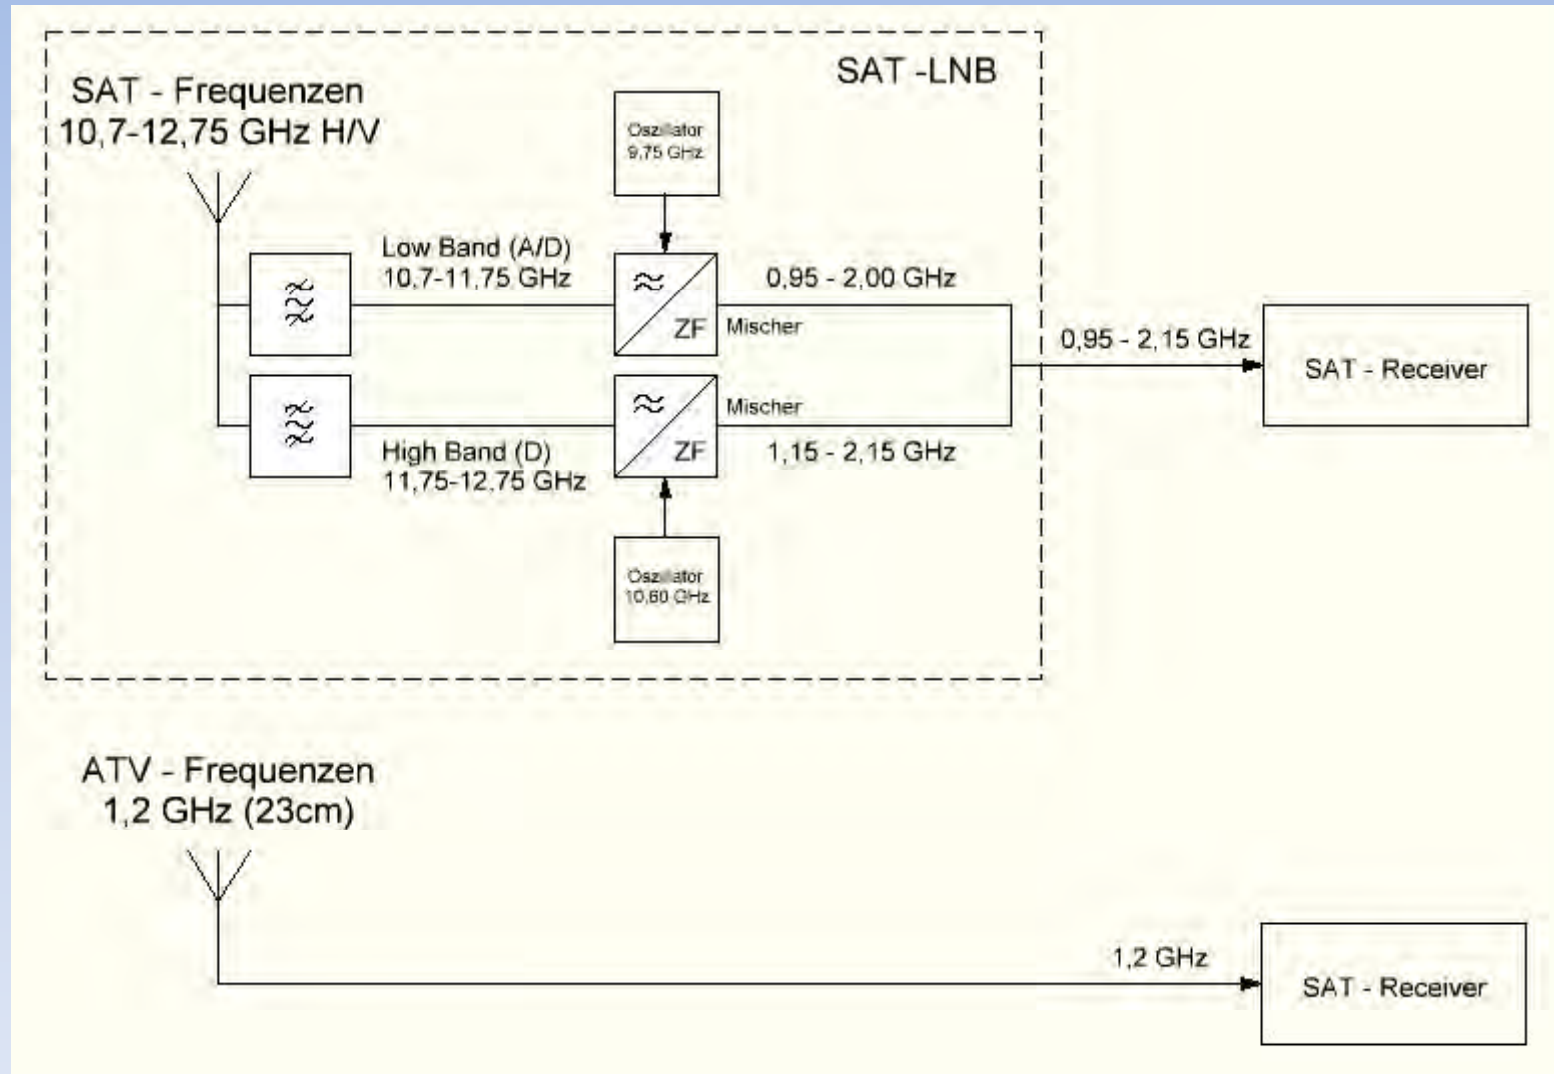 SAT -LNB
SAT - Frequenzen
10,7-12,75 GHz H/V
Oszillator
9,75 GHz
Low Band (A/D)
10,7-11,75 GHz
ZF
Mischer
0,95 - 2,00 GHz
0,95 - 2,15 GHz
SAT - Receiver
High Band (D)
11,75-12,75 GHz
ZF
Mischer
1,15 - 2,15 GHz
Oszillator
10,60 GHz
ATV - Frequenzen
1,2 GHz (23cm)
1,2 GHz
SAT - Receiver